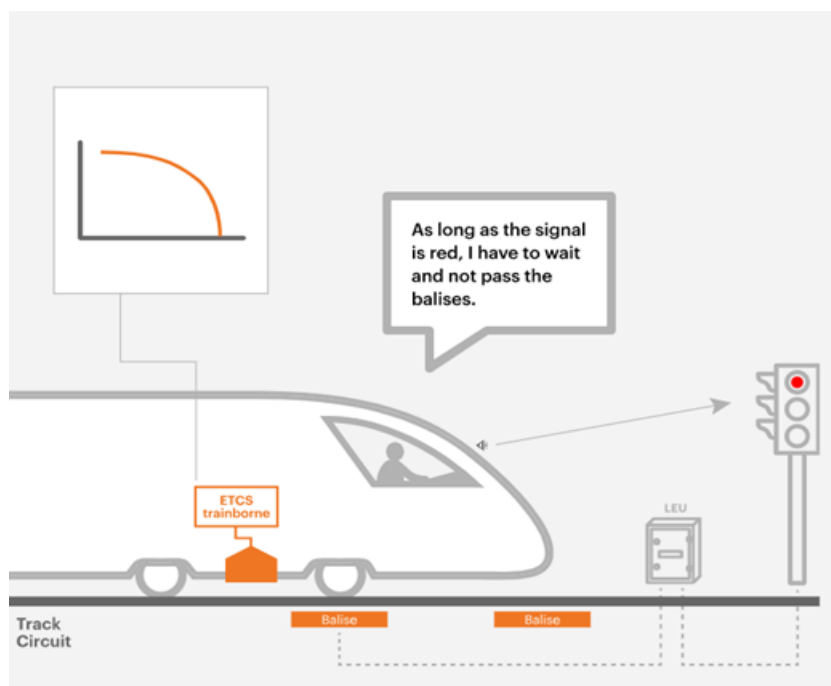 As long as the signal
is red, I have to wait
and not pass the
balises.
ETCS
trainborne
LEU
Balise
Balise
Track
Circuit